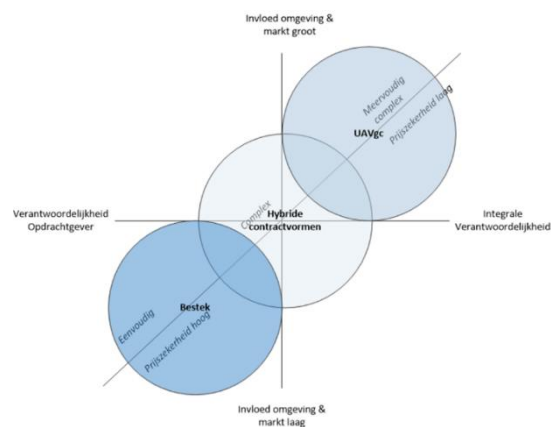 Invloed omgeving &
markt groot
Meervoudig
complex
Prijszekerheid laag
UAVgc
Complex
Verantwoordelijkheid
Opdrachtgever
Hybride
contractvormen
Integrale
Verantwoordelijkheid
Bestek
Eenvoudig
Prijszekerheid hoog
Invloed omgeving &
markt laag